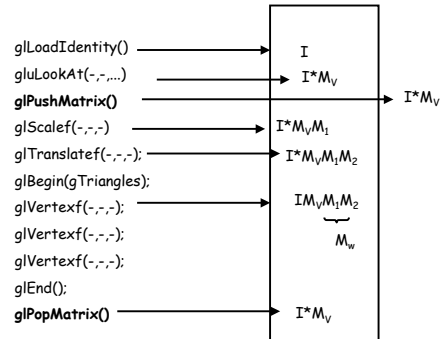 glLoadIdentity() I
gluLookAt(-,-,...) I*MV
glPushMatrix() I*MV
glScalef(-,-,-) I*MVM1
glTranslatef(-,-,-); I*MVM1M2
glBegin(gTriangles);
glVertexf(-,-,-); IMVM1M2
glVertexf(-,-,-); Mw
glVertexf(-,-,-);
glEnd();
glPopMatrix() I*MV